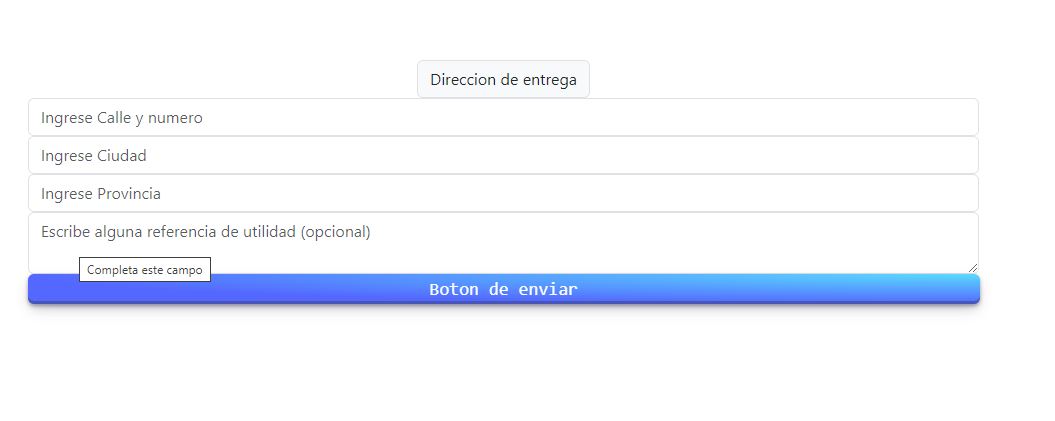 Direccion de entrega
Ingrese Calle y numero
Ingrese Ciudad
Ingrese Provincia
Escribe alguna referencia de utilidad (opcional)
Completa este campo
Boton de enviar